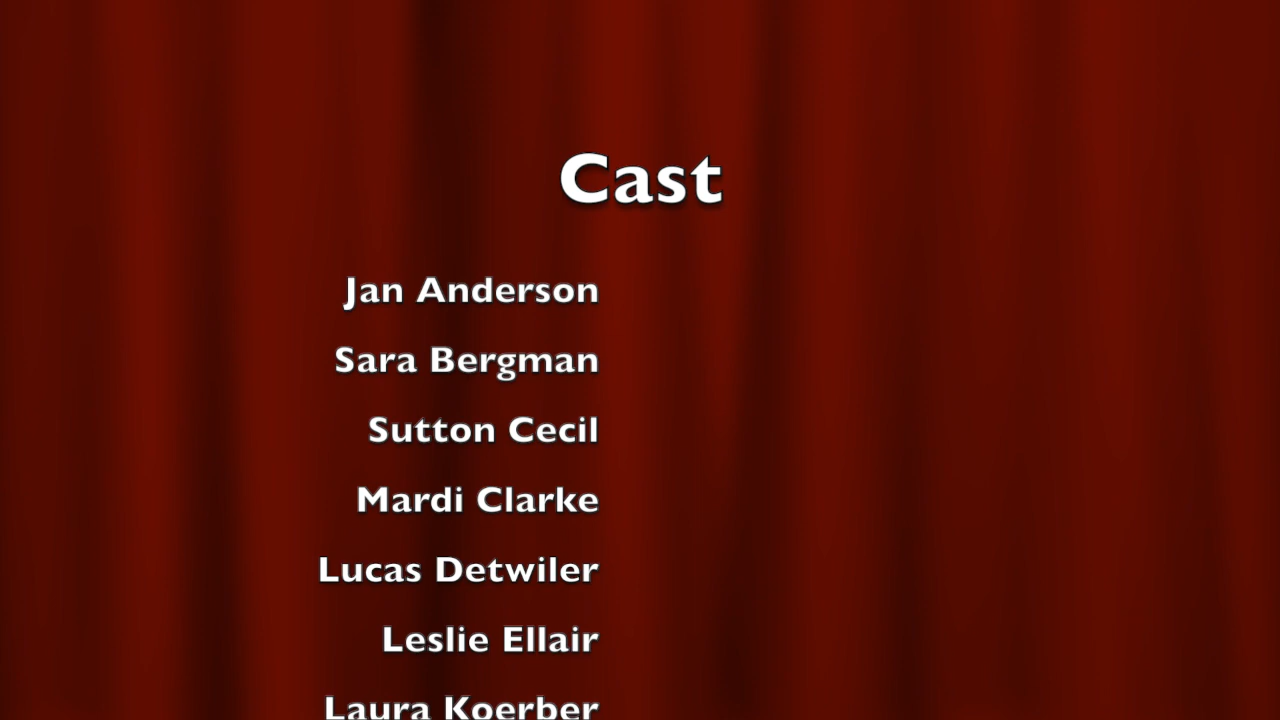 Cast
Jan Anderson
Sara Bergman
Sutton Cecil
Mardi Clarke
Lucas Detwiler
Leslie Ellair
Laura Koerber